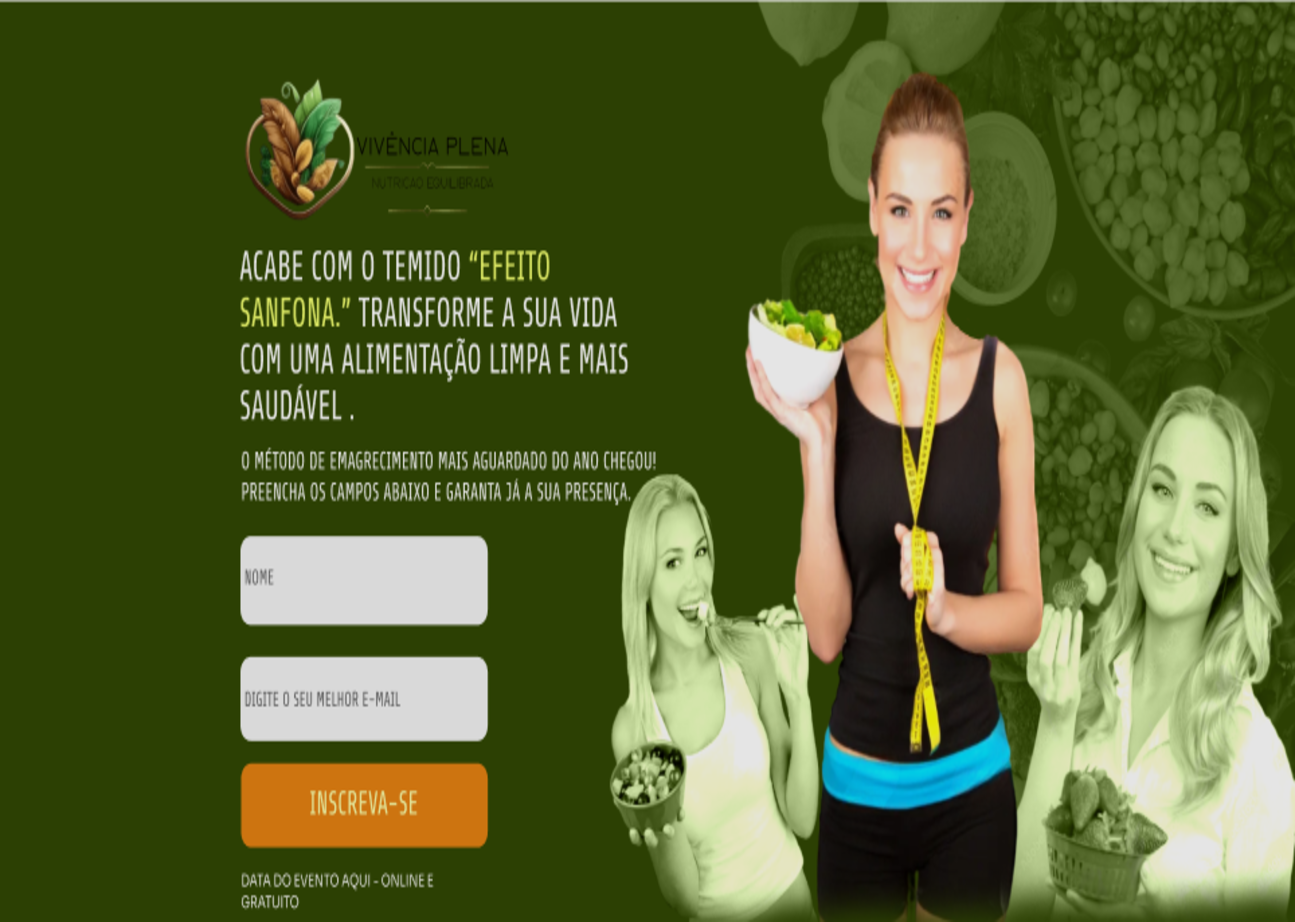 VIVÊNCIA PLENA
NUTRIÇÃO EQUILIBRADA
ACABE COM O TEMIDO “EFEITO
SANFONA.” TRANSFORME A SUA VIDA
COM UMA ALIMENTAÇÃO LIMPA E MAIS
SAUDÁVEL .
O MÉTODO DE EMAGRECIMENTO MAIS AGUARDADO DO ANO CHEGOU!
PREENCHA OS CAMPOS ABAIXO E GARANTA JÁ A SUA PRESENÇA.
NOME
DIGITE O SEU MELHOR E-MAIL
INSCREVA-SE
DATA DO EVENTO AQUI - ONLINE E
GRATUITO